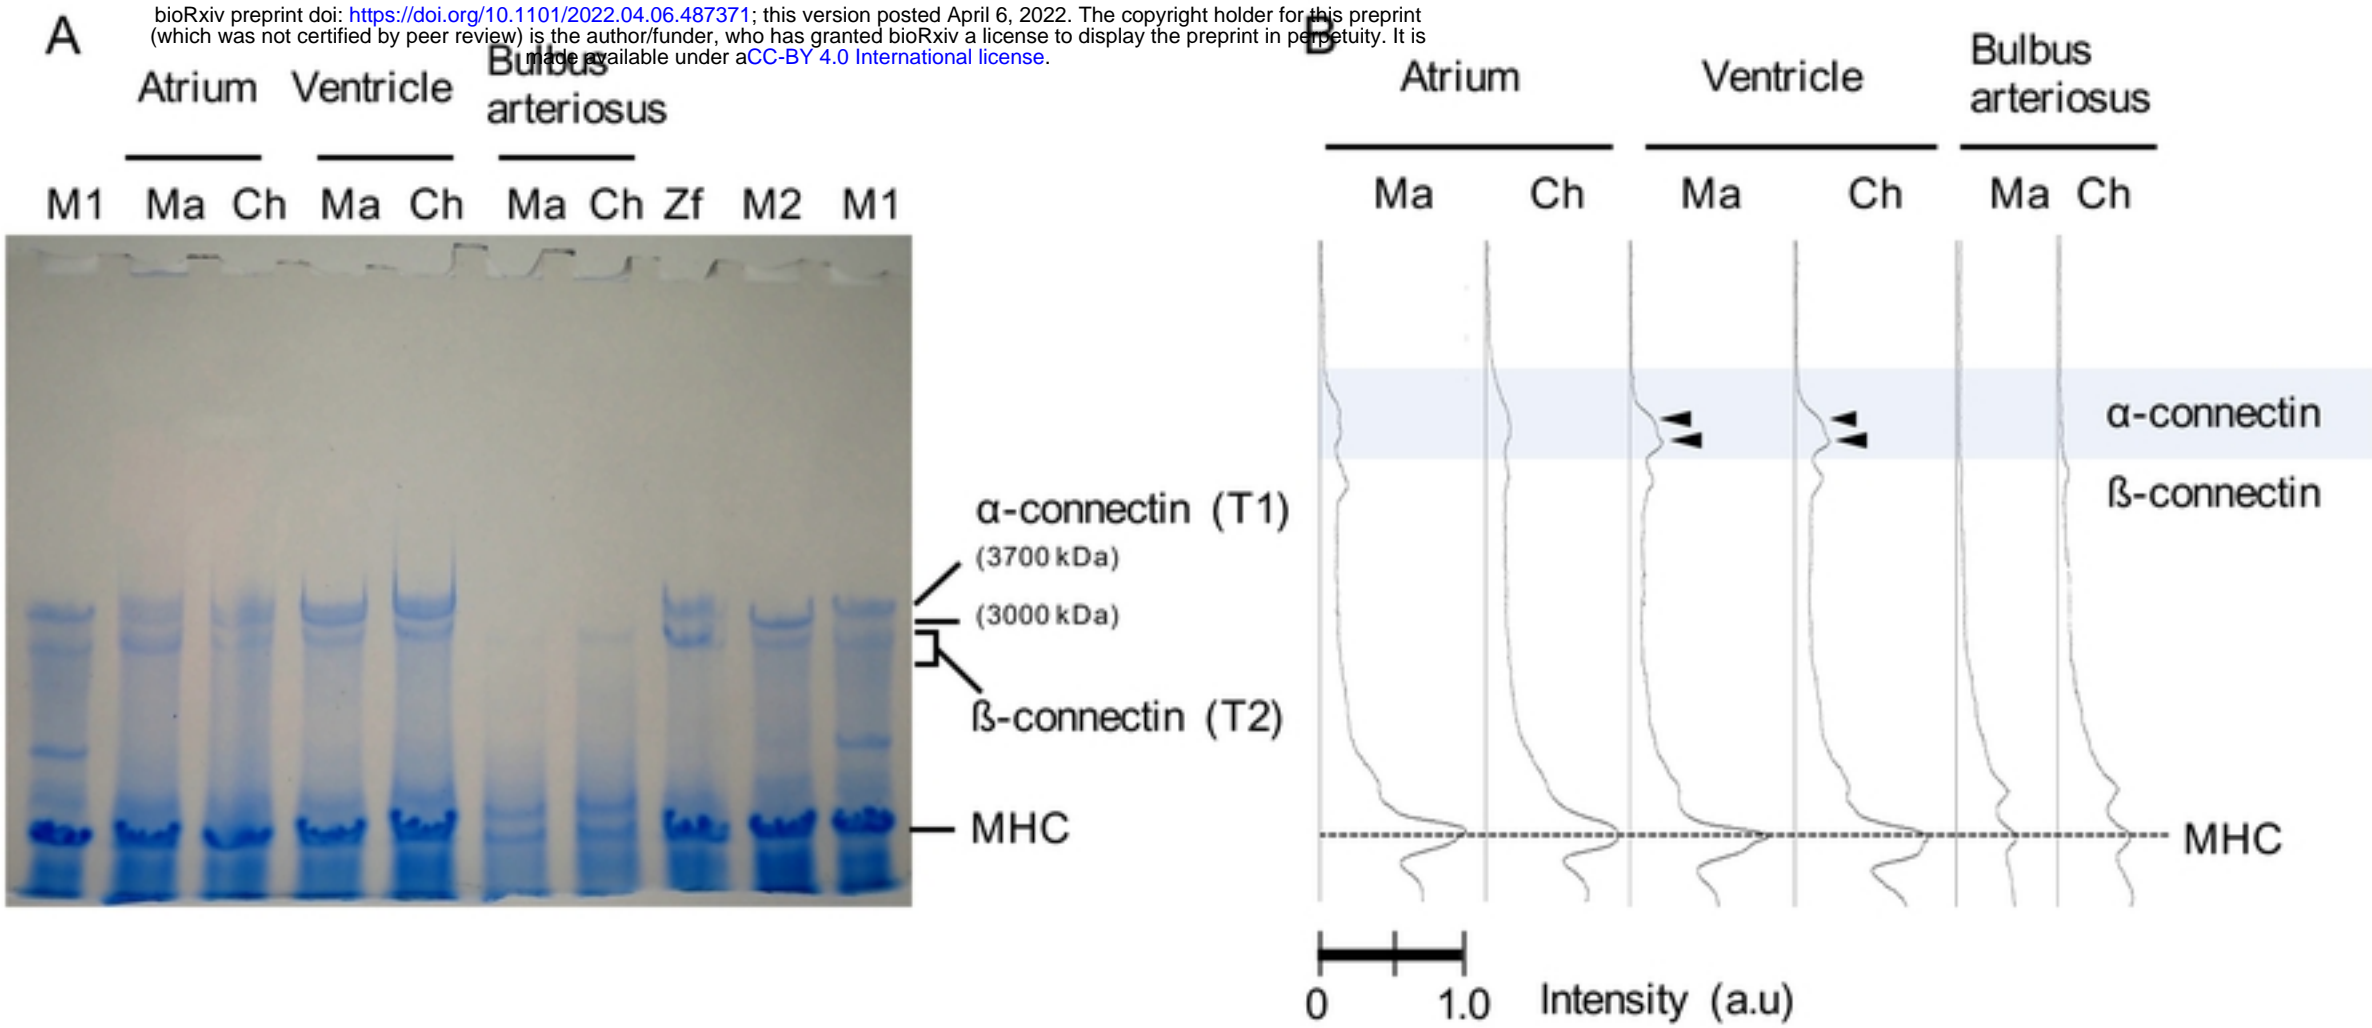 bioRxiv preprint doi: https://doi.org/10.1101/2022.04.06.487371; this version posted April 6, 2022. The copyright holder for this preprint
(which was not certified by peer review) is the author/funder, who has granted bioRxiv a license to display the preprint in perpetuity. It is
made available under aCC-BY 4.0 International license.
A
Atrium Ventricle Bulbus
arteriosus
M1 Ma Ch Ma Ch Ma Ch Zf M2 M1
α-connectin (T1)
(3700 kDa)
(3000 kDa)
ß-connectin (T2)
MHC
B
Atrium Ventricle Bulbus
arteriosus
Ma Ch Ma Ch Ma Ch
α-connectin
ß-connectin
MHC
0 1.0 Intensity (a.u)